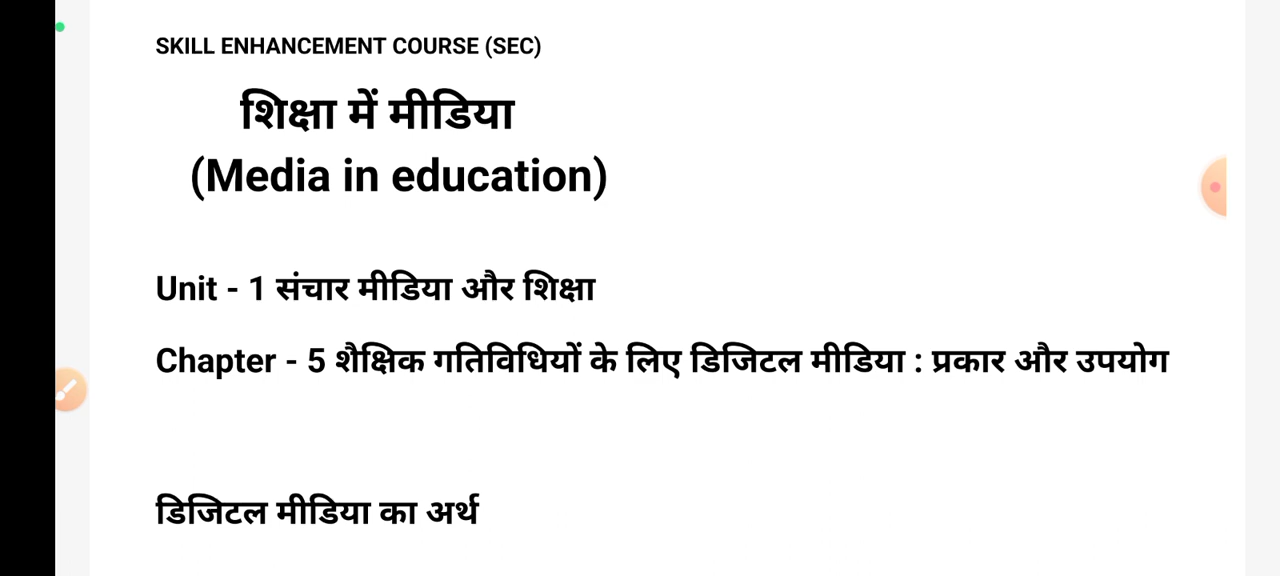 SKILL ENHANCEMENT COURSE (SEC)
शिक्षा में मीडिया
(Media in education)
Unit - 1 संचार मीडिया और शिक्षा
Chapter - 5 शैक्षिक गतिविधियों के लिए डिजिटल मीडिया : प्रकार और उपयोग
डिजिटल मीडिया का अर्थ